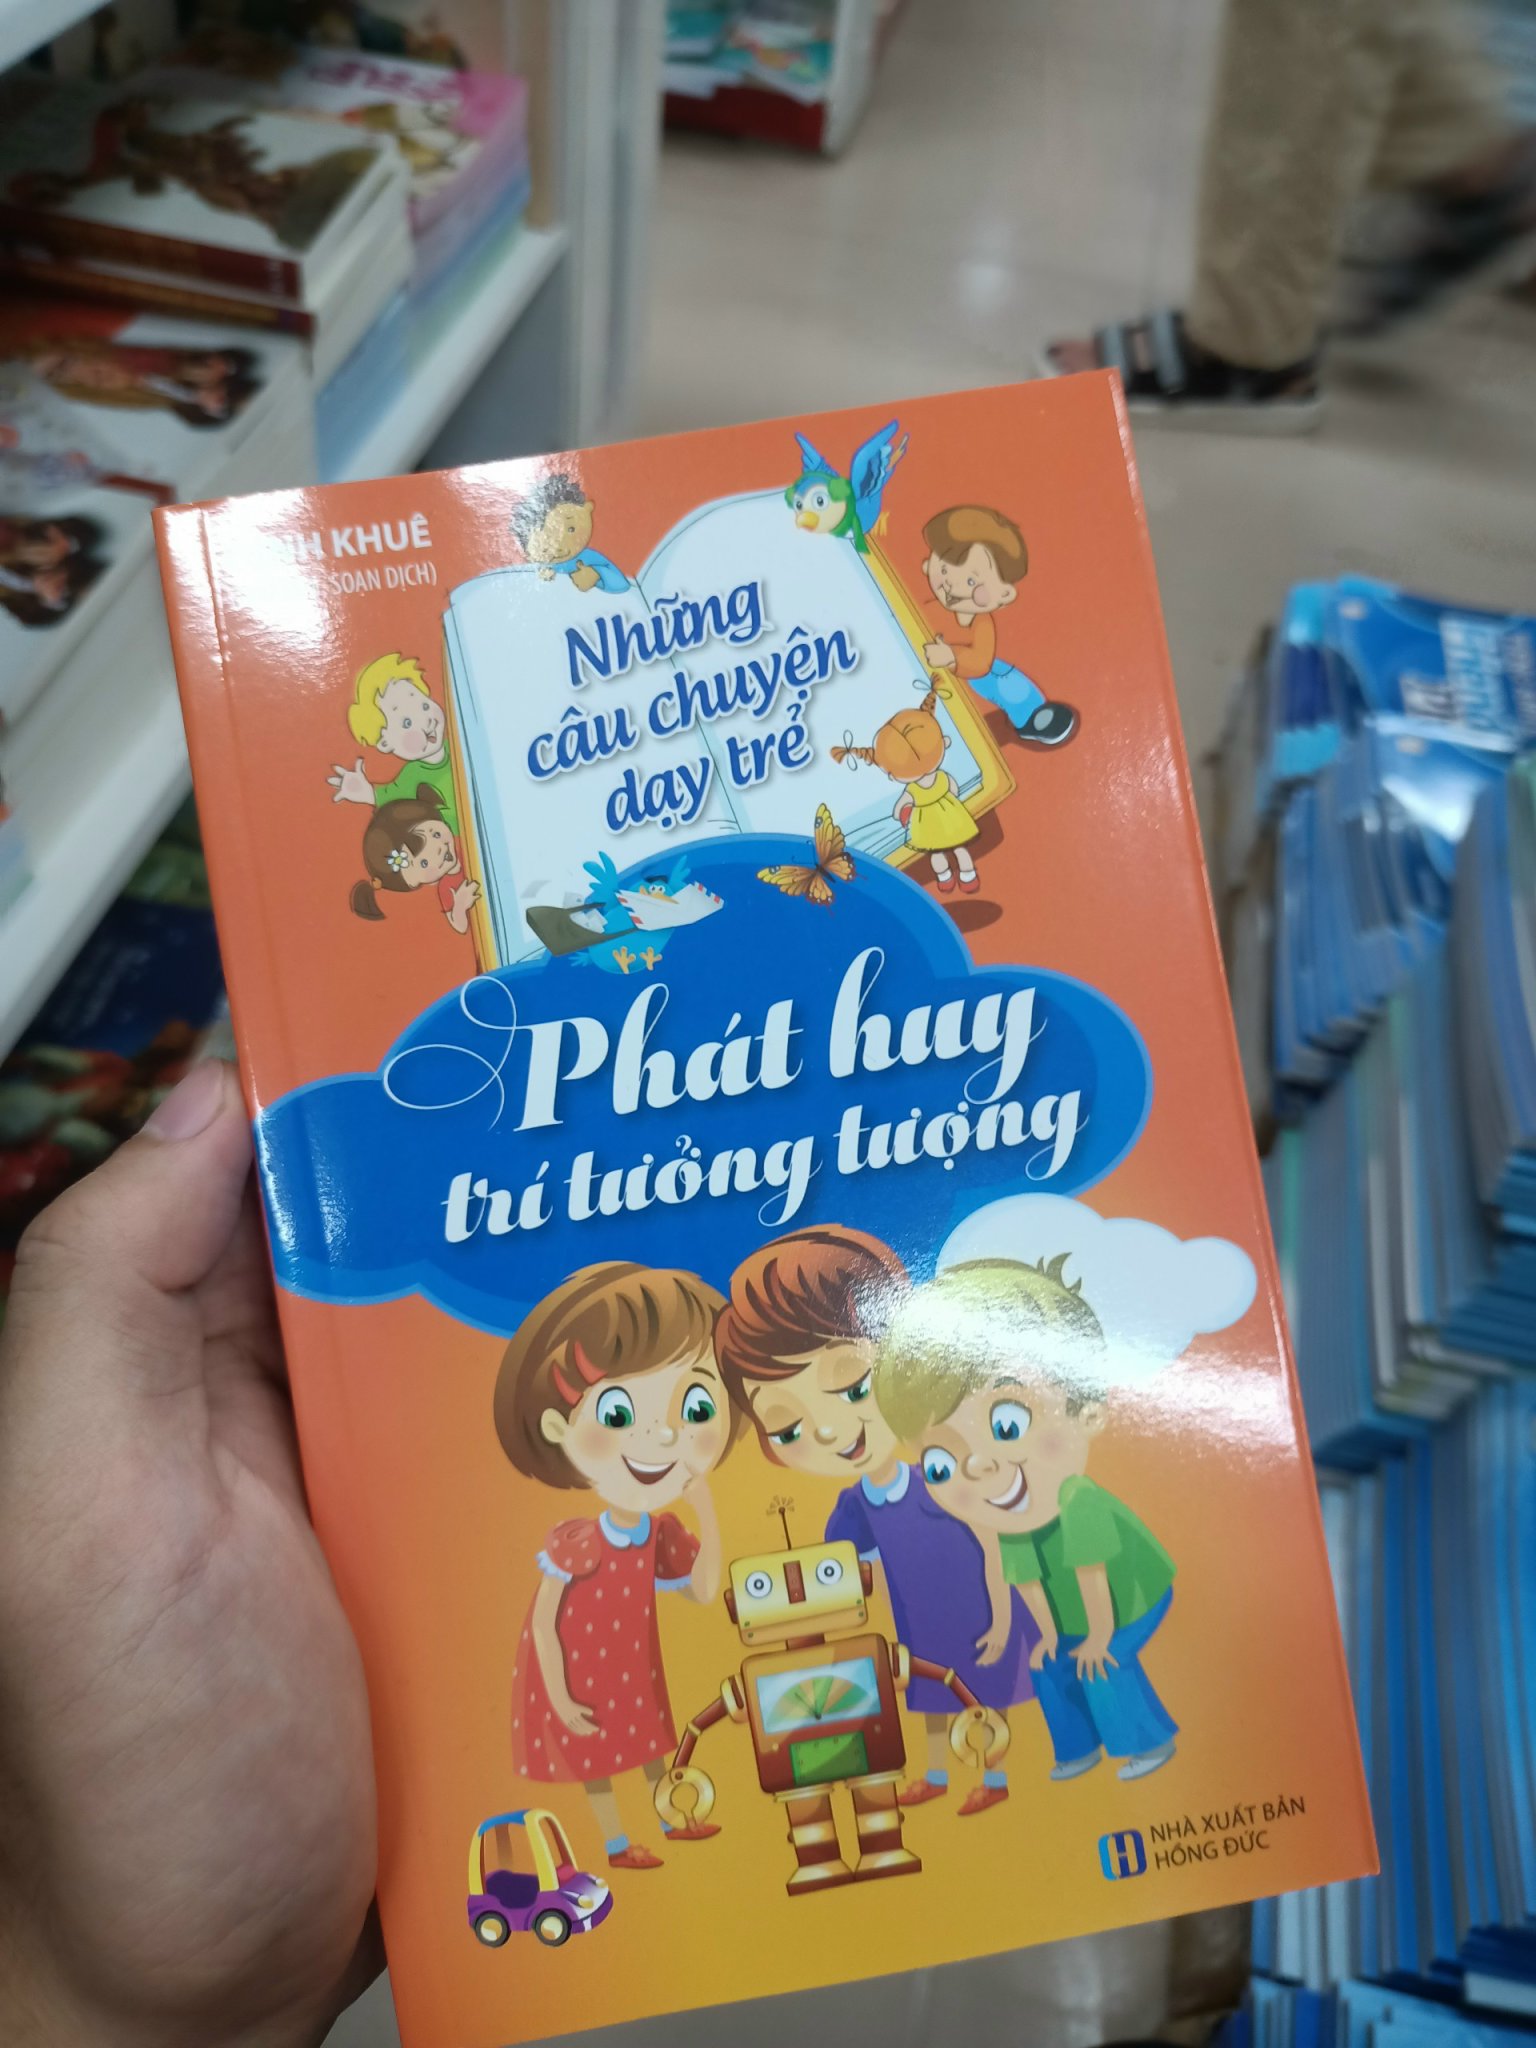 KHUÊ
SOẠN DỊCH)
Những
câu chuyện
dạy trẻ
Phát huy
trí tưởng tượng
NHÀ XUẤT BẢN
HỒNG ĐỨC